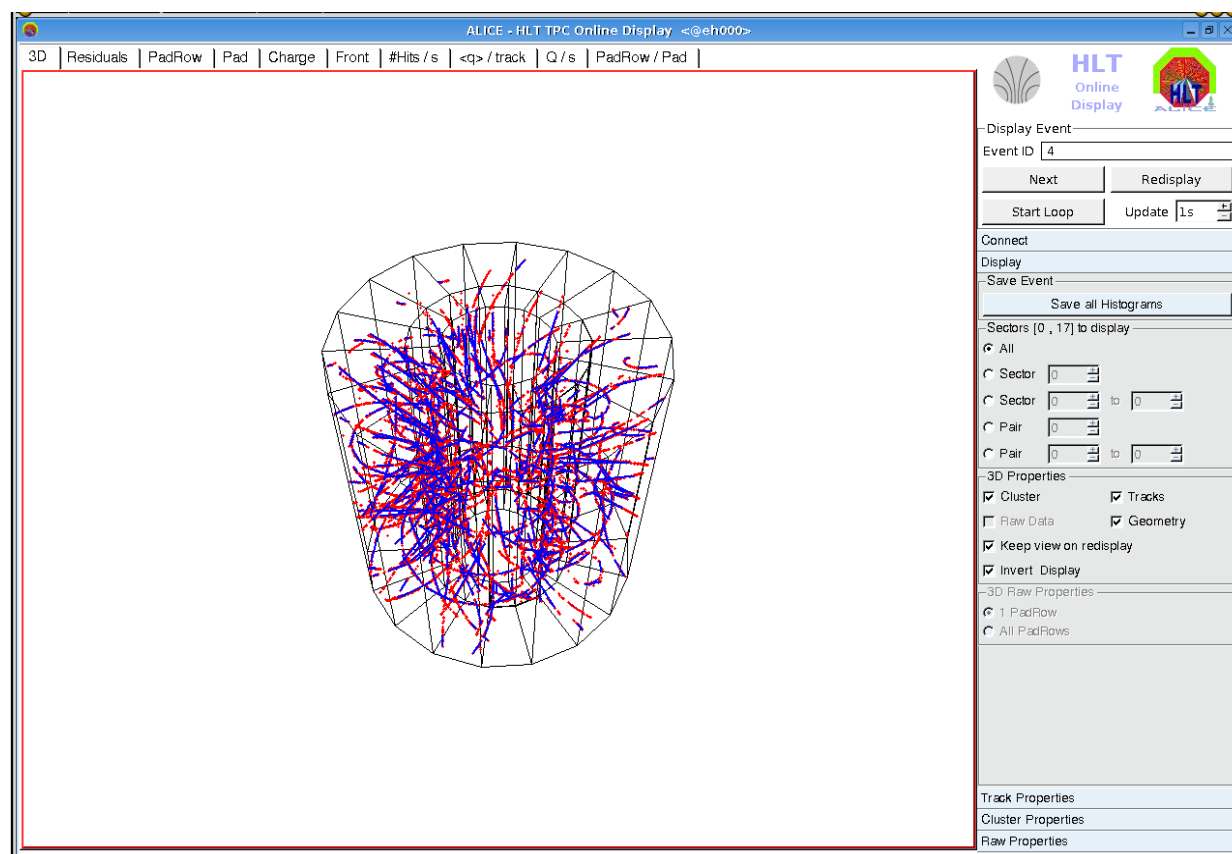 ALICE - HLT TPC Online Display <@eh000>
3D Residuals PadRow Pad Charge Front #Hits / s <q> / track Q / s PadRow / Pad
HLT
Online
Display
HLT
ALICE
Display Event
Event ID 4
Next Redisplay
Start Loop Update 1s
Connect
Display
Save Event
Save all Histograms
Sectors [0 , 17] to display
All
Sector 0
Sector 0 to 0
Pair 0
Pair 0 to 0
3D Properties
Cluster Tracks
Raw Data Geometry
Keep view on redisplay
Invert Display
3D Raw Properties
1 PadRow
All PadRows
Track Properties
Cluster Properties
Raw Properties